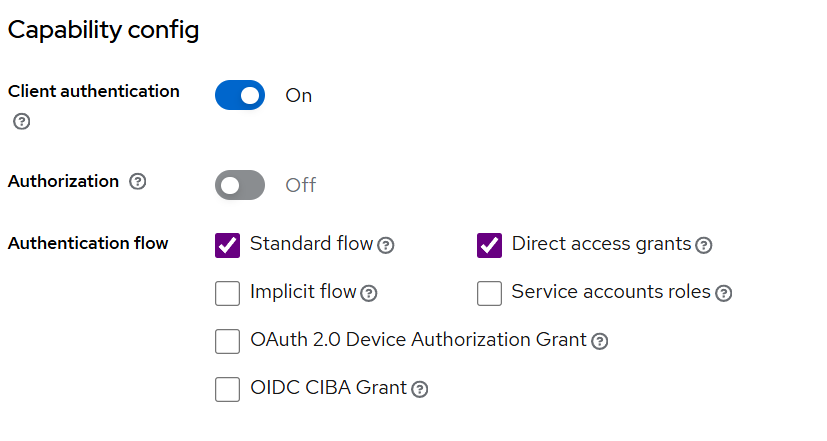 Capability config
Client authentication On
Authorization Off
Authentication flow Standard flow Direct access grants
Implicit flow Service accounts roles
OAuth 2.0 Device Authorization Grant
OIDC CIBA Grant